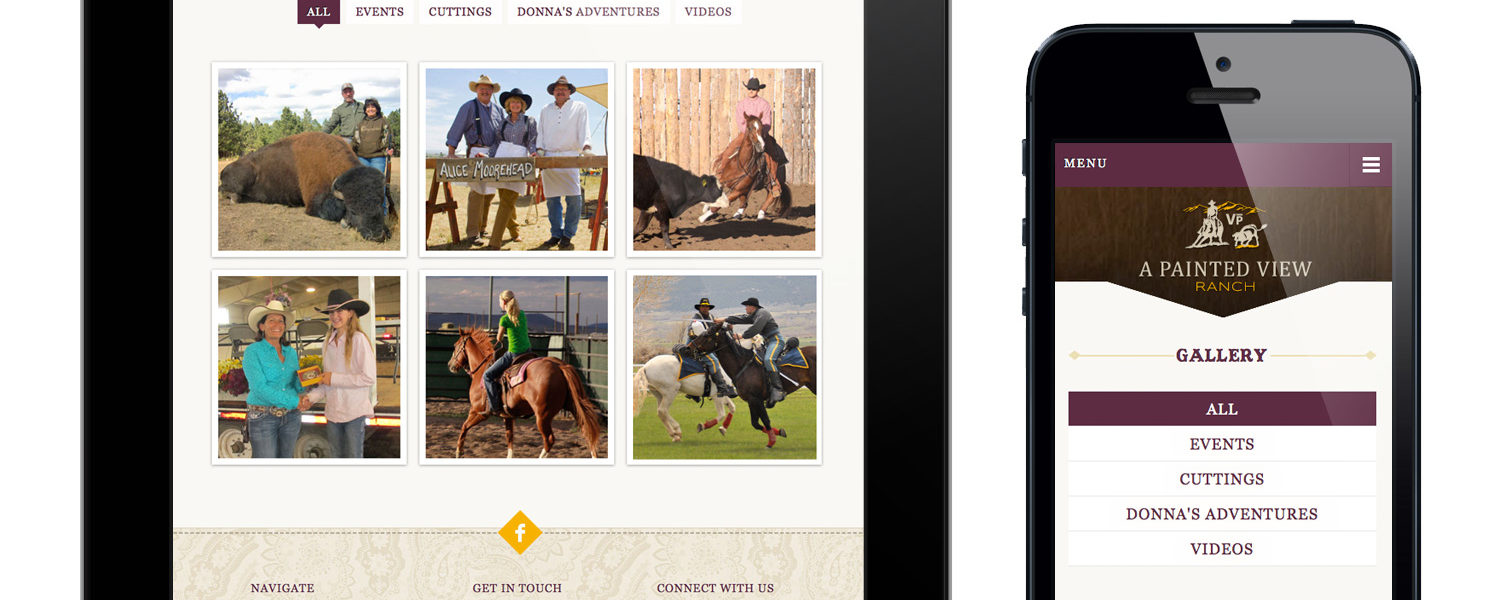 ALL EVENTS CUTTINGS DONNA'S ADVENTURES VIDEOS
ALICE MOOREHEAD
f
NAVIGATE GET IN TOUCH CONNECT WITH US
MENU
VP
A PAINTED VIEW
RANCH
GALLERY
ALL
EVENTS
CUTTINGS
DONNA'S ADVENTURES
VIDEOS